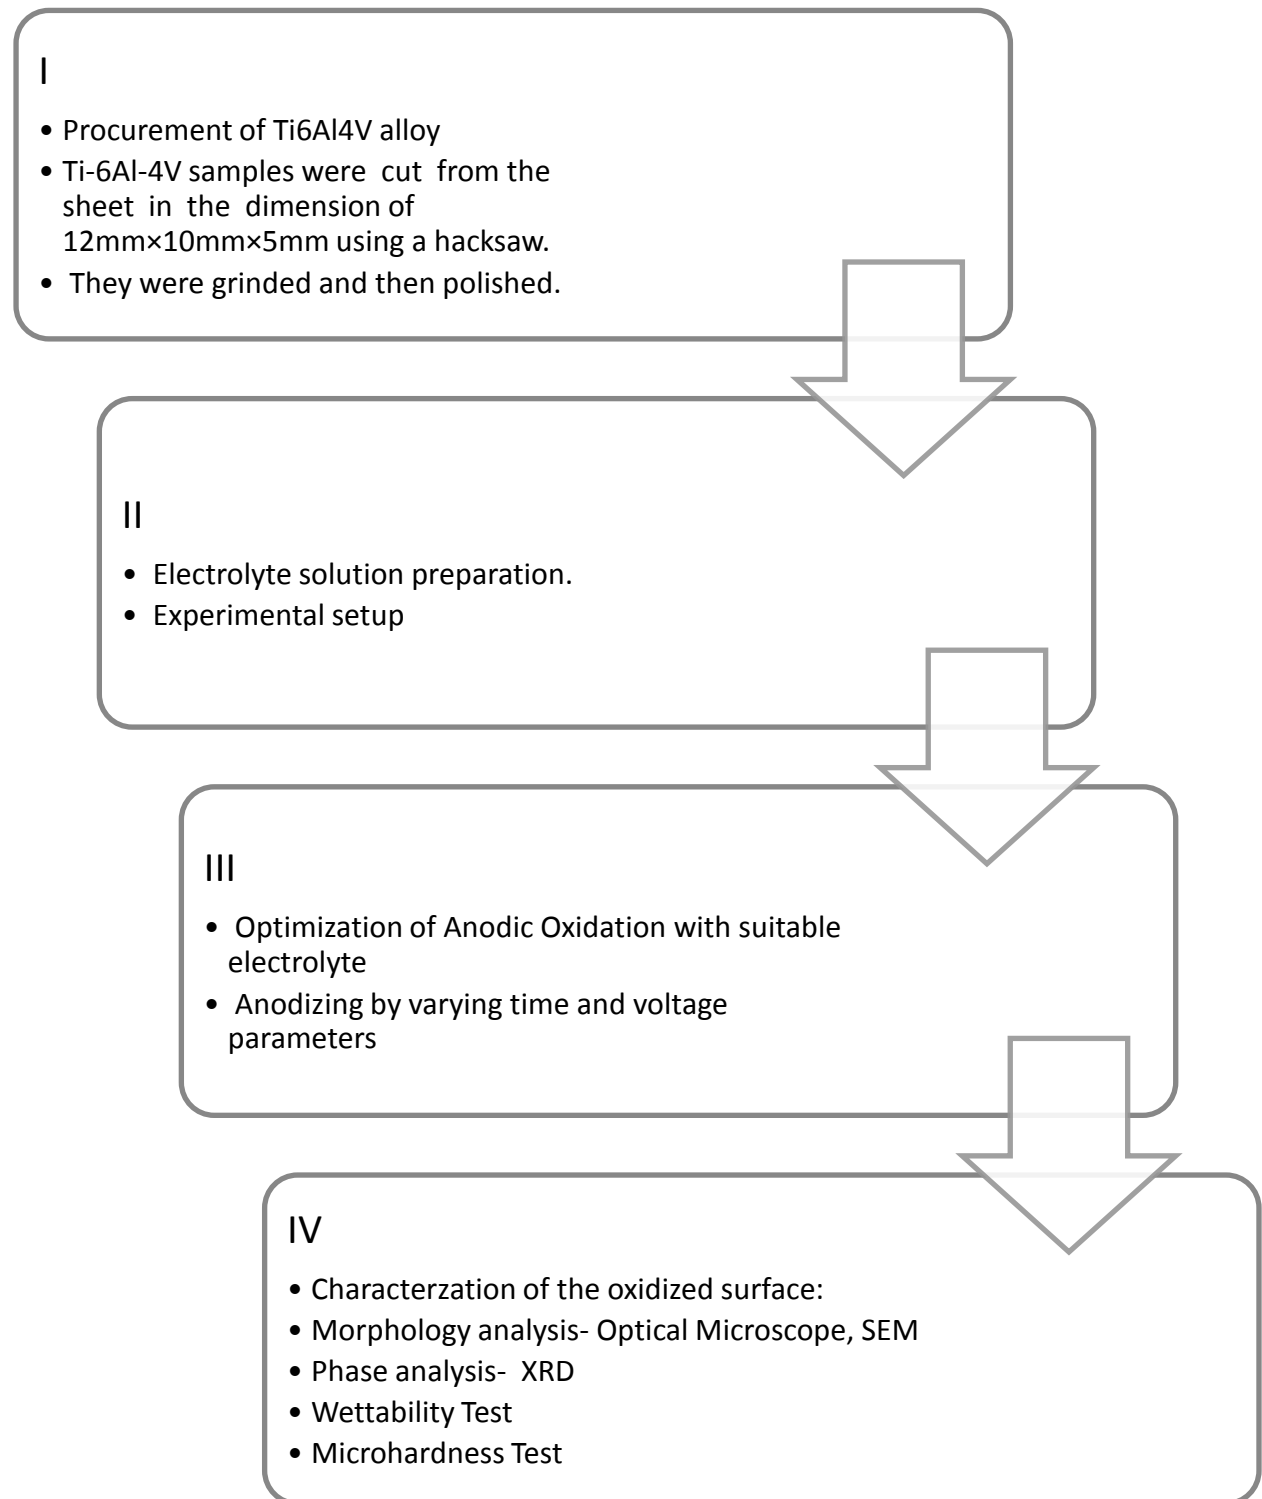 I
• Procurement of Ti6Al4V alloy
• Ti-6Al-4V samples were cut from the
sheet in the dimension of
12mm×10mm×5mm using a hacksaw.
• They were grinded and then polished.
II
• Electrolyte solution preparation.
• Experimental setup
III
• Optimization of Anodic Oxidation with suitable
electrolyte
• Anodizing by varying time and voltage
parameters
IV
• Characterzation of the oxidized surface:
• Morphology analysis- Optical Microscope, SEM
• Phase analysis- XRD
• Wettability Test
• Microhardness Test